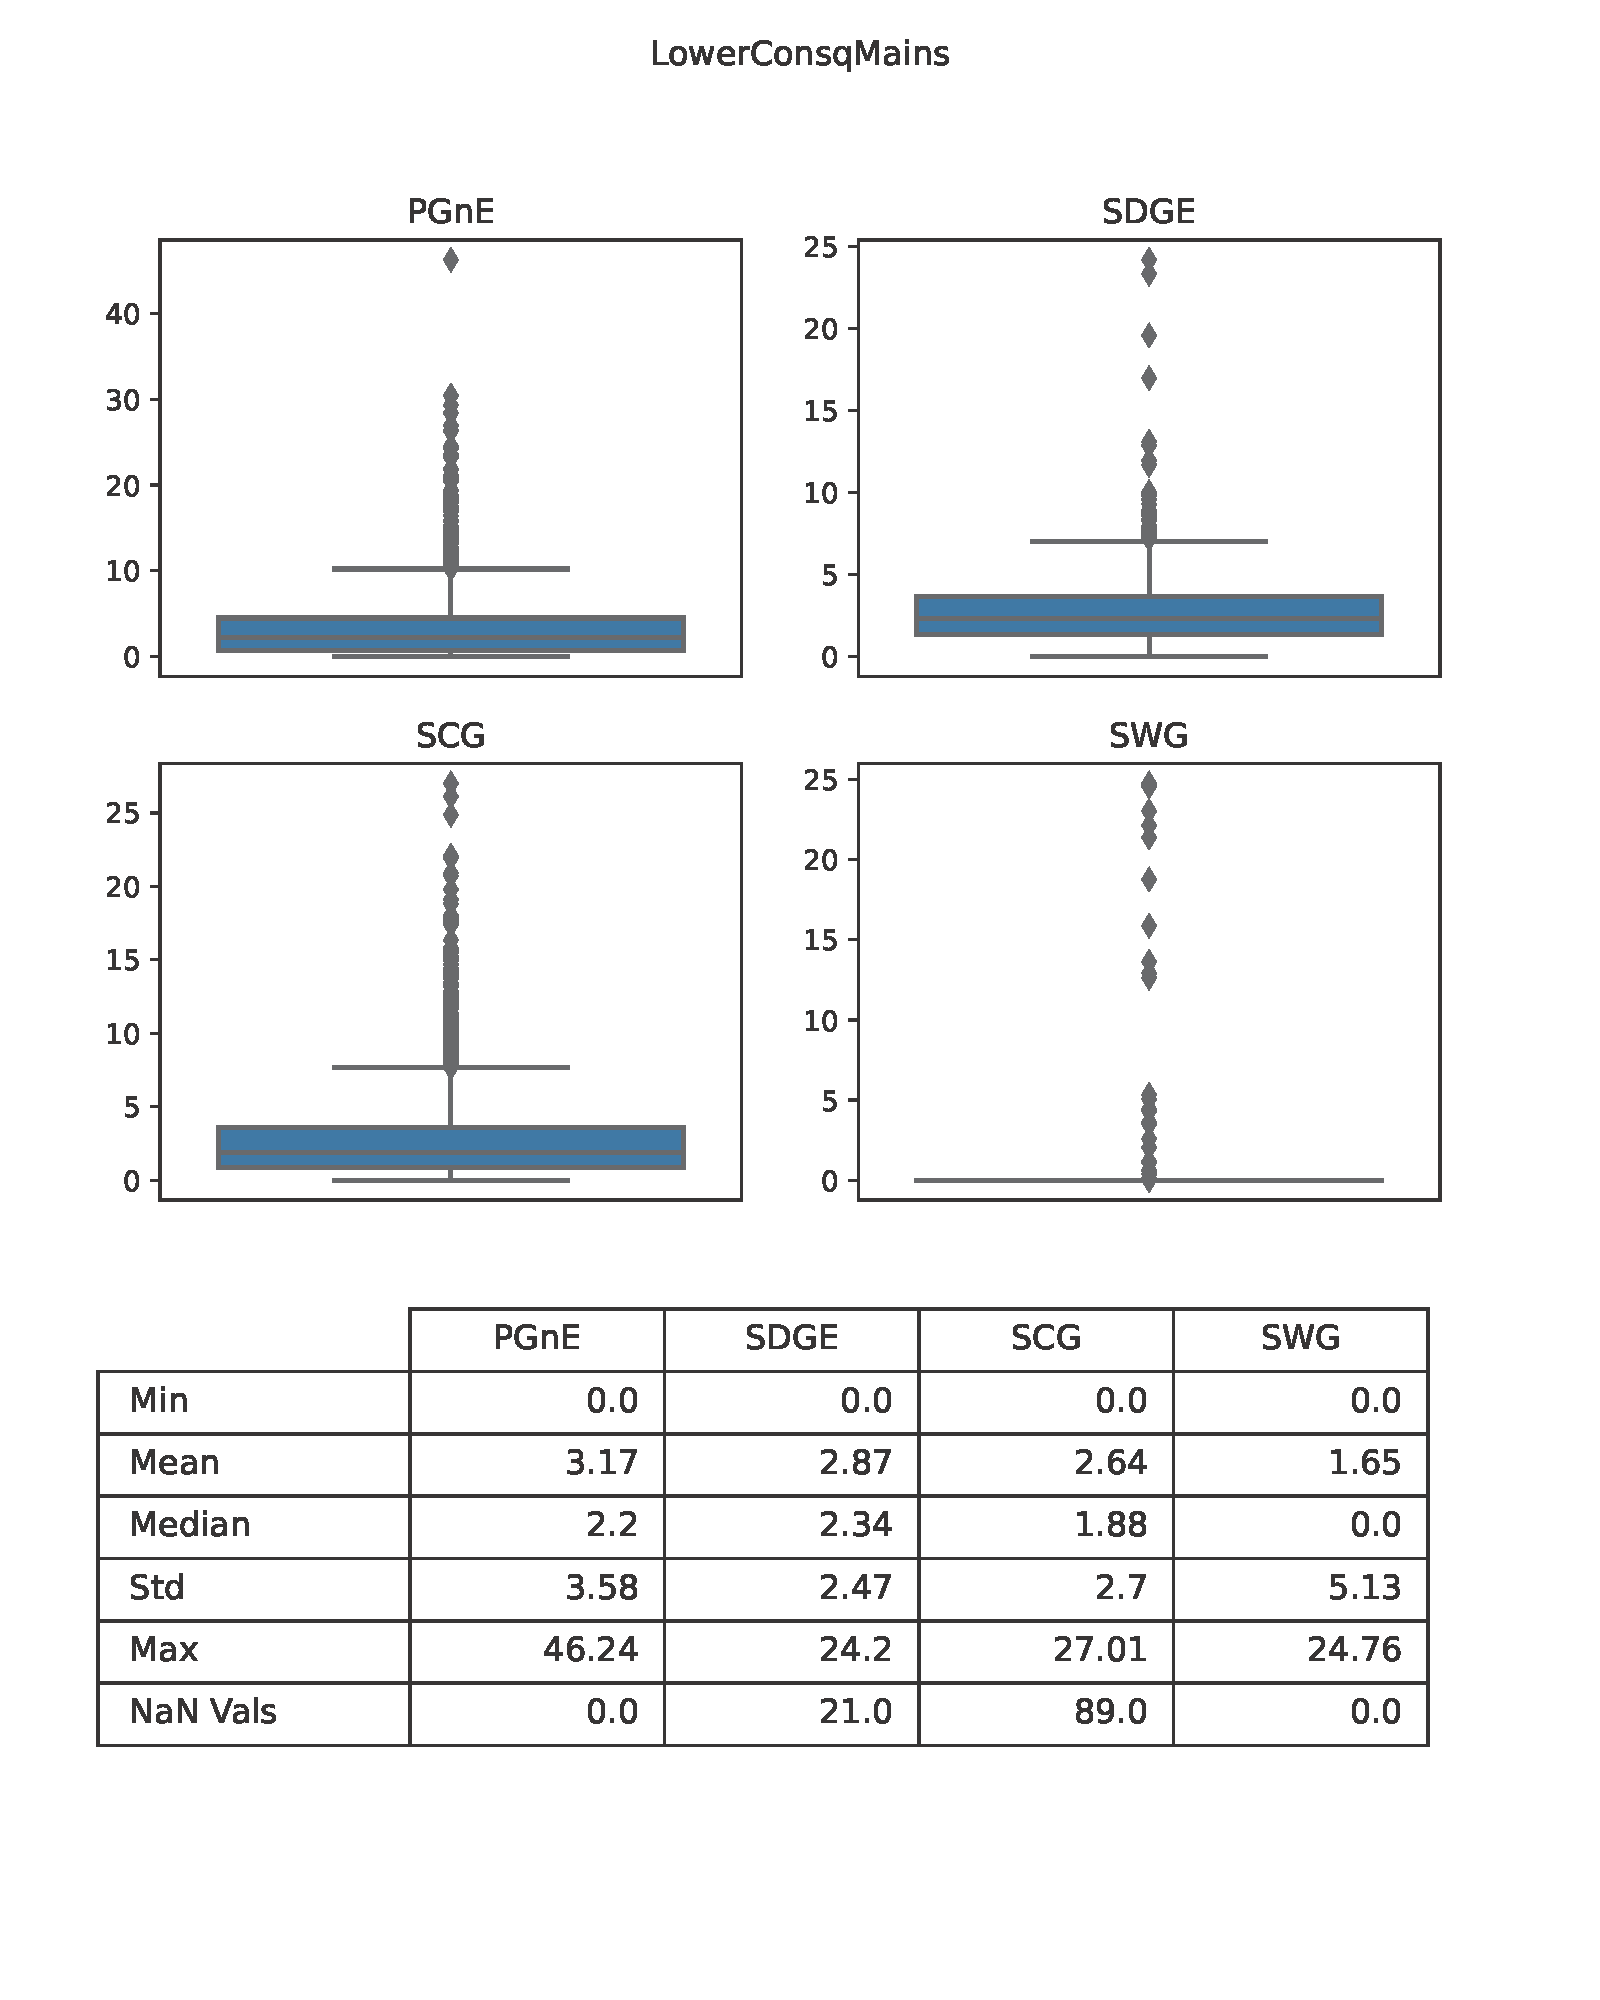 LowerConsqMains
PGnE
40
30
20
10
0
SDGE
25
20
15
10
5
0
SCG
25
20
15
10
5
0
SWG
25
20
15
10
5
0
PGnE SDGE SCG SWG
Min 0.0 0.0 0.0 0.0
Mean 3.17 2.87 2.64 1.65
Median 2.2 2.34 1.88 0.0
Std 3.58 2.47 2.7 5.13
Max 46.24 24.2 27.01 24.76
NaN Vals 0.0 21.0 89.0 0.0